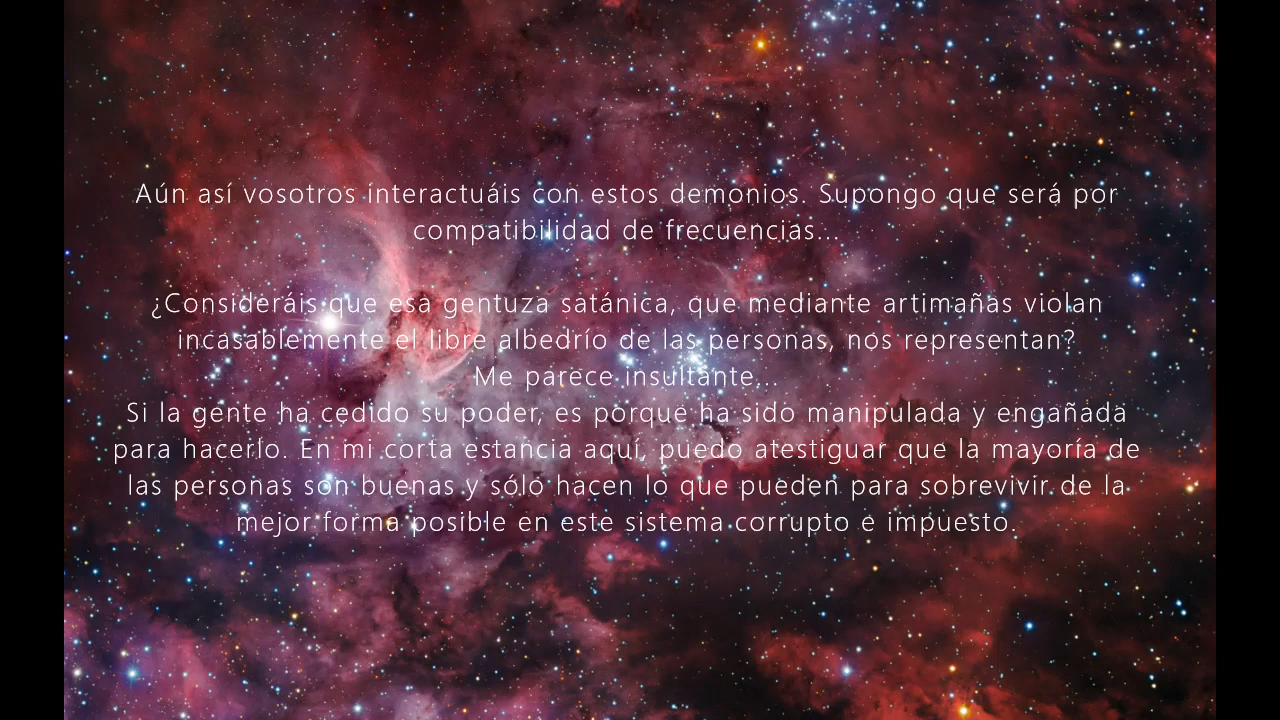 Aún así vosotros interactuáis con estos demonios. Supongo que será por
compatibilidad de frecuencias...
¿Consideráis que esa gentuza satánica, que mediante artimañas violan
incasablemente el libre albedrío de las personas, nos representan?
Me parece insultante...
Si la gente ha cedido su poder, es porque ha sido manipulada y engañada
para hacerlo. En mi corta estancia aquí, puedo atestiguar que la mayoría de
las personas son buenas y sólo hacen lo que pueden para sobrevivir de la
mejor forma posible en este sistema corrupto e impuesto.